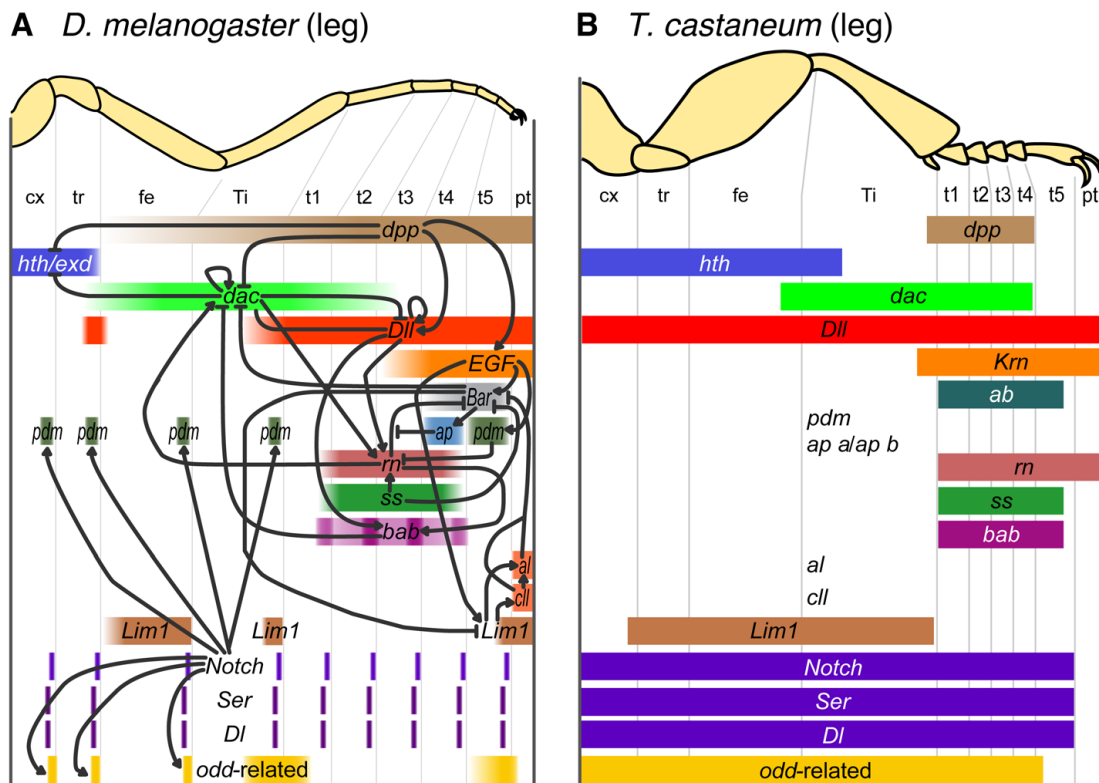 A D. melanogaster (leg)
B T. castaneum (leg)
cx tr fe Ti t1 t2 t3 t4 t5 pt
dpp
hth/exd
dac
Dll
EGF
Bar
pdm pdm pdm pdm ap pdm
rn
ss
bab
al
cll
Lim1 Lim1 Lim1
Notch
Ser
Dl
odd-related
cx tr fe Ti t1 t2 t3 t4 t5 pt
dpp
hth
dac
Dll
Krn
ab
pdm
ap a/ap b
rn
ss
bab
al
cll
Lim1
Notch
Ser
Dl
odd-related